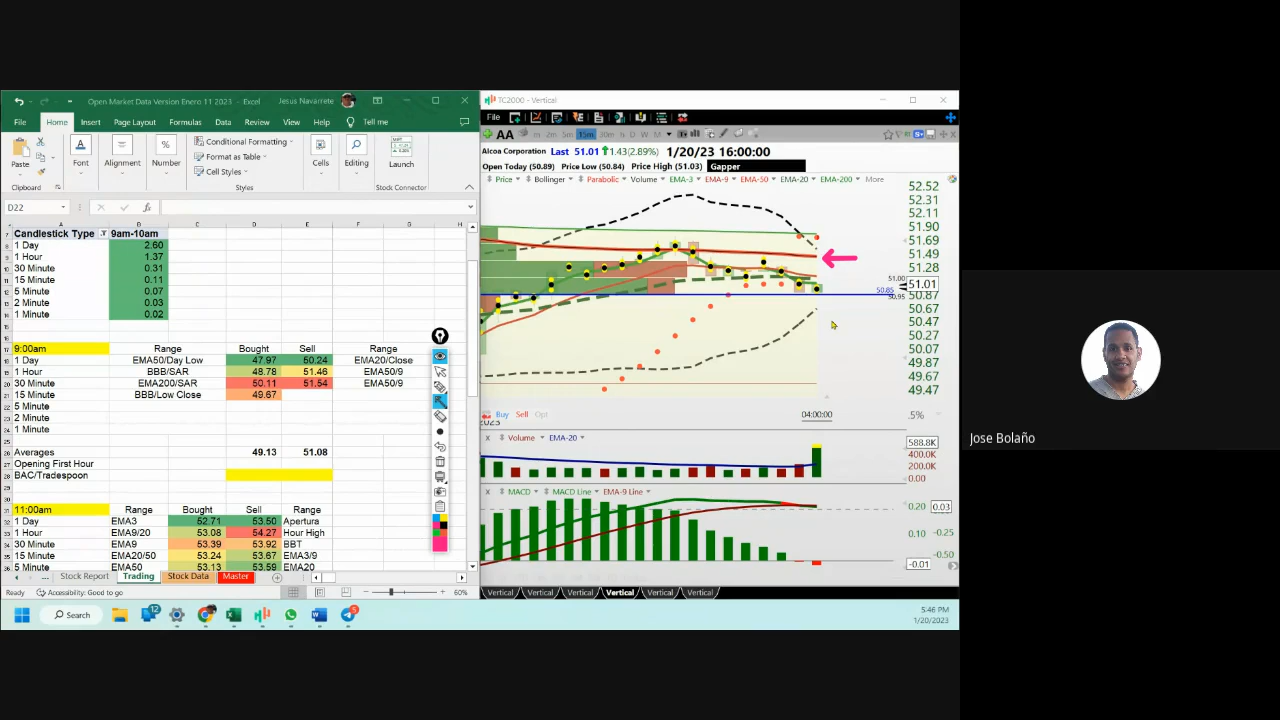 Open Market Data Version Enero 11 2023 - Excel
Jesus Navarrete
File Home Insert Page Layout Formulas Data Review View Help Tell me
Paste
Clipboard
Font
Alignment
Number
Conditional Formatting
Format as Table
Cell Styles
Styles
Cells
Editing
Launch
Stock Connector
D22
Candlestick Type 9am-10am
1 Day 2.60
1 Hour 1.37
30 Minute 0.31
15 Minute 0.11
5 Minute 0.07
2 Minute 0.03
1 Minute 0.02
9:00am Range Bought Sell Range
1 Day EMA50/Day Low 47.97 50.24 EMA20/Close
1 Hour BBB/SAR 48.78 51.46 EMA50/9
30 Minute EMA200/SAR 50.11 51.54 EMA50/9
15 Minute BBB/Low Close 49.67
5 Minute
2 Minute
1 Minute
Averages 49.13 51.08
Opening First Hour
BAC/Tradespoon
11:00am Range Bought Sell Range
1 Day EMA3 52.71 53.50 Apertura
1 Hour EMA9/20 53.08 54.27 Hour High
30 Minute EMA9 53.39 53.92 BBT
15 Minute EMA20/50 53.24 53.67 EMA3/9
5 Minute EMA50 53.13 53.59 EMA20
Stock Report Trading Stock Data Master
Ready Accessibility: Good to go 60%
TC2000 - Vertical
File
AA 15m 30m
Alcoa Corporation Last 51.01 1.43(2.89%) 1/20/23 16:00:00
Open Today (50.89) Price Low (50.84) Price High (51.03) Gapper
Price Bollinger Parabolic Volume EMA-3 EMA-9 EMA-50 EMA-20 EMA-200 More
52.52
52.31
52.11
51.90
51.69
51.49
51.28
51.00
51.01
50.85
50.95
50.87
50.67
50.47
50.27
50.07
49.87
49.67
49.47
Buy Sell Opt
04:00:00
.5%
2023
Volume EMA-20
588.8K
400.0K
200.0K
0.00
MACD MACD Line EMA-9 Line
0.20 0.03
0.10 -0.25
-0.50
-0.01
Vertical Vertical Vertical Vertical Vertical Vertical
Search
12
5
5:46 PM
1/20/2023
Jose Bolaño